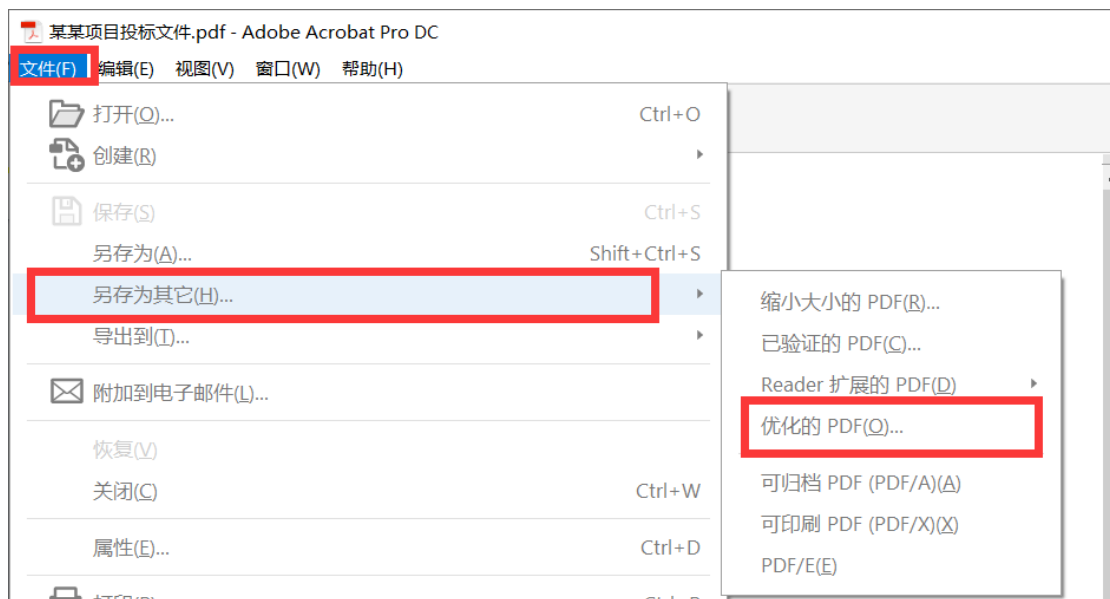 某某项目投标文件.pdf - Adobe Acrobat Pro DC
文件(F) 编辑(E) 视图(V) 窗口(W) 帮助(H)
打开(O)... Ctrl+O
创建(R)
保存(S) Ctrl+S
另存为(A)... Shift+Ctrl+S
另存为其它(H)...
导出到(T)...
附加到电子邮件(L)...
恢复(V)
关闭(C) Ctrl+W
属性(E)... Ctrl+D
缩小大小的 PDF(R)...
已验证的 PDF(C)...
Reader 扩展的 PDF(D)
优化的 PDF(O)...
可归档 PDF (PDF/A)(A)
可印刷 PDF (PDF/X)(X)
PDF/E(E)